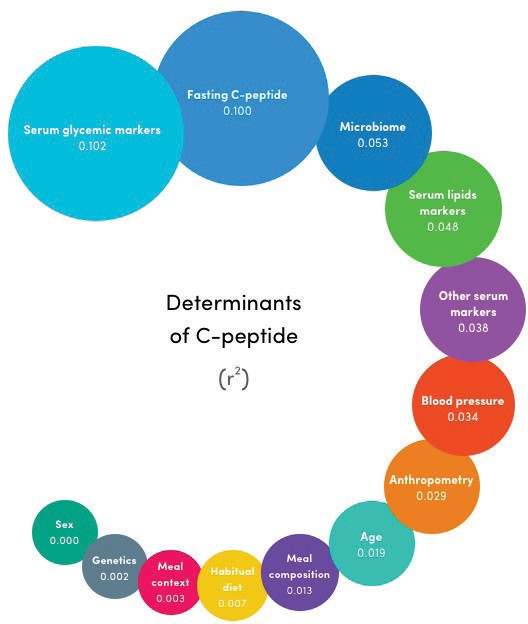 Fasting C-peptide
0.100
Serum glycemic markers
0.102
Microbiome
0.053
Serum lipids
markers
0.048
Other serum
markers
0.038
Determinants
of C-peptide
(r²)
Blood pressure
0.034
Anthropometry
0.029
Age
0.019
Meal
composition
0.013
Habitual
diet
0.007
Meal
context
0.003
Genetics
0.002
Sex
0.000